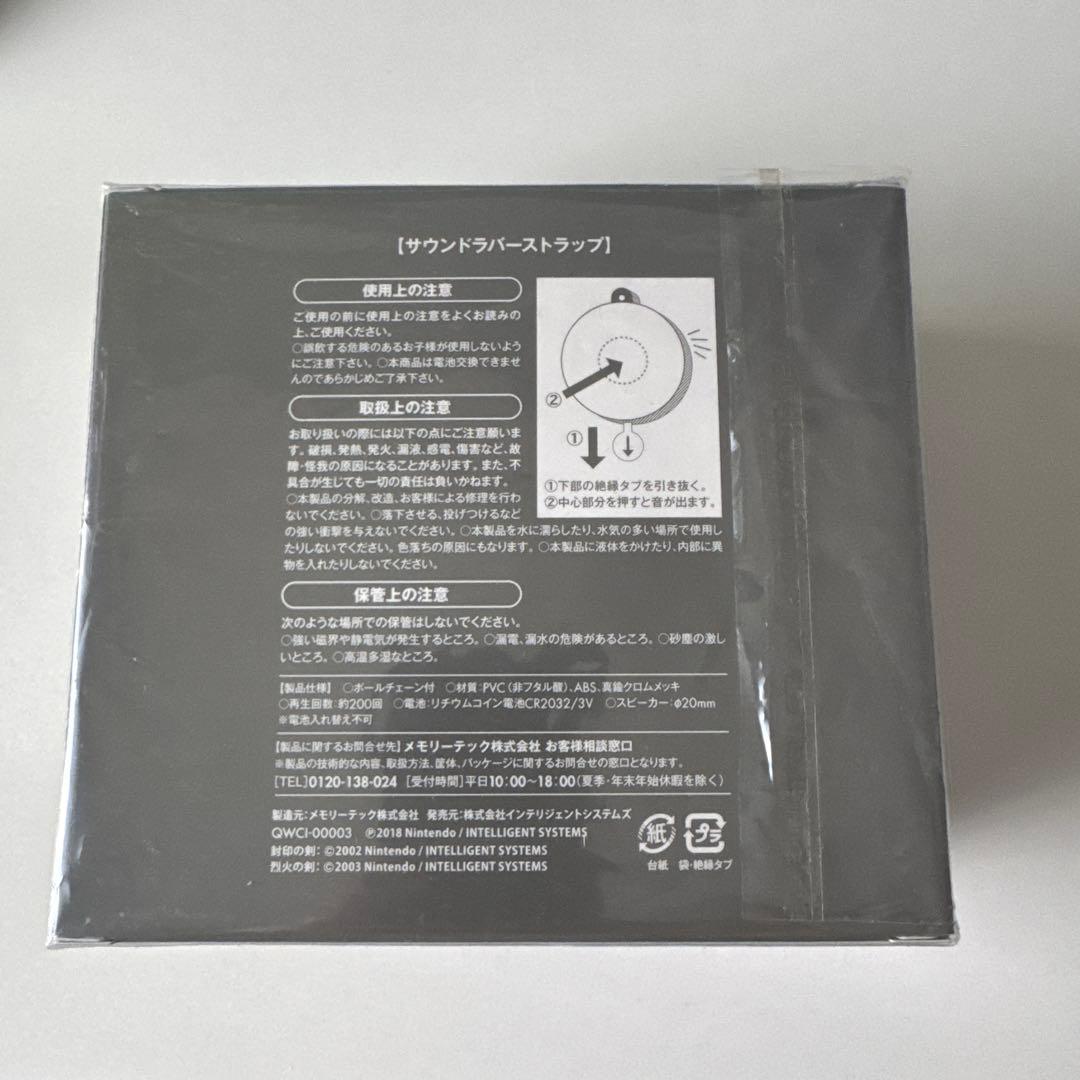 【サウンドラバーストラップ】
使用上の注意
ご使用の前に使用上の注意をよくお読みの
上、ご使用ください。
○誤飲する危険のあるお子様が使用しないよう
にご注意下さい。○本商品は電池交換できませ
んのであらかじめご了承下さい。
取扱上の注意
お取り扱いの際には以下の点にご注意願いま
す。破損、発熱、発火、漏液、感電、傷害など、故
障・怪我の原因になることがあります。また、不
具合が生じても一切の責任は負いかねます。
○本製品の分解、改造、お客様による修理を行わ
ないでください。○落下させる、投げつけるなど
の強い衝撃を与えないでください。○本製品を水に濡らしたり、水気の多い場所で使用し
たりしないでください。色落ちの原因にもなります。○本製品に液体をかけたり、内部に異
物を入れたりしないでください。
②
①
①下部の絶縁タブを引き抜く。
②中心部分を押すと音が出ます。
保管上の注意
次のような場所での保管はしないでください。
○強い磁界や静電気が発生するところ。○漏電、漏水の危険があるところ。○砂塵の激し
いところ。○高温多湿なところ。
【製品仕様】 ○ボールチェーン付 ○材質:PVC(非フタル酸)、ABS、真鍮クロムメッキ
○再生回数:約200回 ○電池:リチウムコイン電池CR2032/3V ○スピーカー:φ20mm
※電池入れ替え不可
【製品に関するお問合せ先】メモリーテック株式会社 お客様相談窓口
※製品の技術的な内容、取扱方法、筐体、パッケージに関するお問合せの窓口となります。
[TEL]0120-138-024 [受付時間]平日10:00〜18:00(夏季・年末年始休暇を除く)
製造元:メモリーテック株式会社 発売元:株式会社インテリジェントシステムズ
QWCI-00003 ℗2018 Nintendo / INTELLIGENT SYSTEMS
封印の剣: ©2002 Nintendo / INTELLIGENT SYSTEMS
烈火の剣: ©2003 Nintendo / INTELLIGENT SYSTEMS
紙 プラ
台紙 袋・絶縁タブ